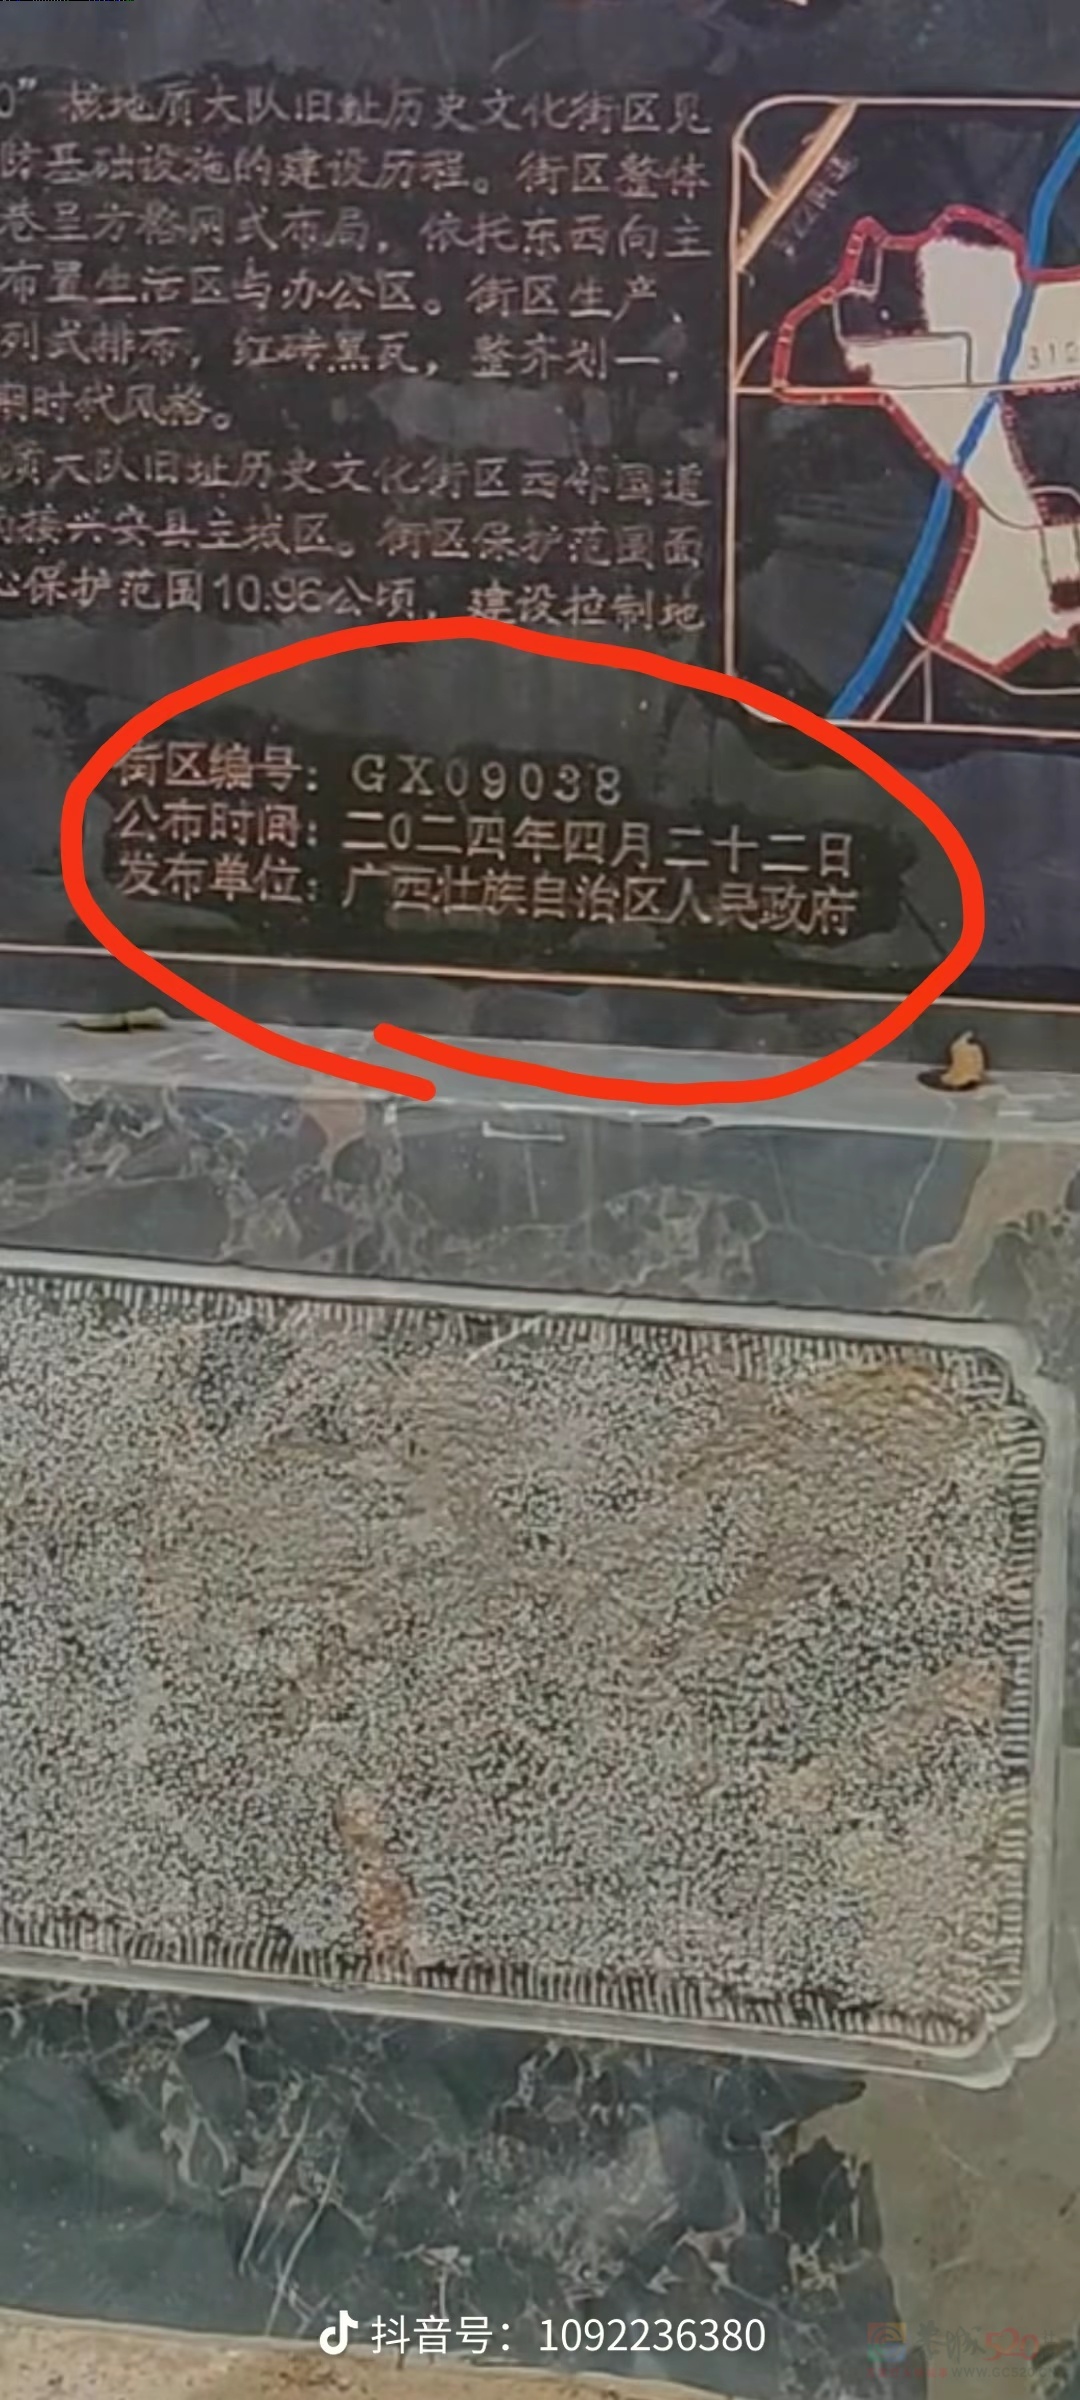 0”核地质大队旧址历史文化街区见
防基础设施的建设历程。街区整体
巷呈方格网式布局，依托东西向主
布置生活区与办公区。街区生产、
列式排布，红砖黑瓦，整齐划一，
期时代风格。
质大队旧址历史文化街区西邻国道
接兴安县主城区。街区保护范围面
心保护范围10.96公顷，建设控制地
310
街区编号：GX09038
公布时间：二0二四年四月二十二日
发布单位：广西壮族自治区人民政府
抖音号：1092236380